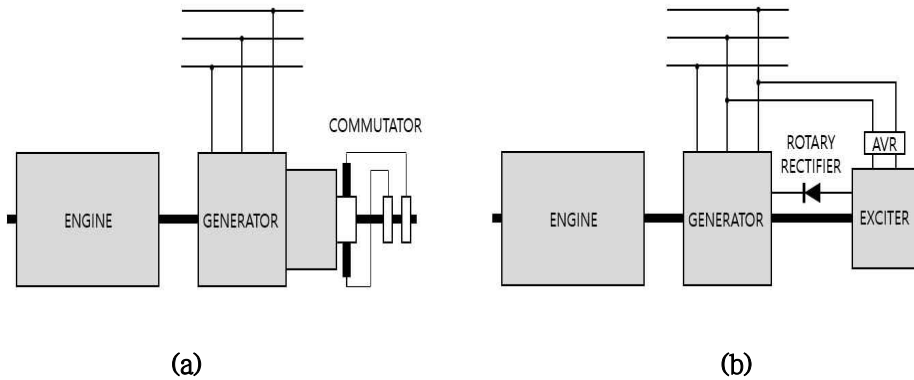 COMMUTATOR
ENGINE
GENERATOR
(a)
AVR
ROTARY
RECTIFIER
ENGINE
GENERATOR
EXCITER
(b)